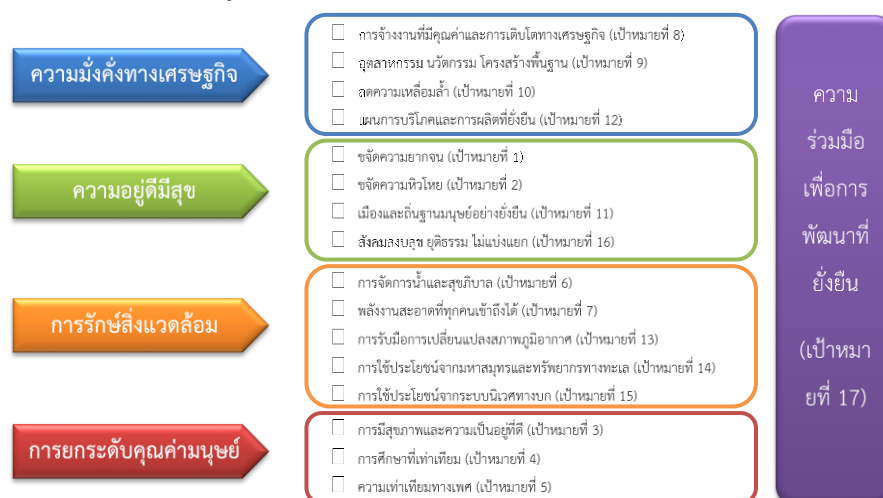 ความมั่งคั่งทางเศรษฐกิจ
การจ้างงานที่มีคุณค่าและการเติบโตทางเศรษฐกิจ (เป้าหมายที่ 8)
อุตสาหกรรม นวัตกรรม โครงสร้างพื้นฐาน (เป้าหมายที่ 9)
ลดความเหลื่อมล้ำ (เป้าหมายที่ 10)
แผนการบริโภคและการผลิตที่ยั่งยืน (เป้าหมายที่ 12)
ความอยู่ดีมีสุข
ขจัดความยากจน (เป้าหมายที่ 1)
ขจัดความหิวโหย (เป้าหมายที่ 2)
เมืองและถิ่นฐานมนุษย์อย่างยั่งยืน (เป้าหมายที่ 11)
สังคมสงบสุข ยุติธรรม ไม่แบ่งแยก (เป้าหมายที่ 16)
การรักษ์สิ่งแวดล้อม
การจัดการน้ำและสุขภิบาล (เป้าหมายที่ 6)
พลังงานสะอาดที่ทุกคนเข้าถึงได้ (เป้าหมายที่ 7)
การรับมือการเปลี่ยนแปลงสภาพภูมิอากาศ (เป้าหมายที่ 13)
การใช้ประโยชน์จากมหาสมุทรและทรัพยากรทางทะเล (เป้าหมายที่ 14)
การใช้ประโยชน์จากระบบนิเวศทางบก (เป้าหมายที่ 15)
การยกระดับคุณค่ามนุษย์
การมีสุขภาพและความเป็นอยู่ที่ดี (เป้าหมายที่ 3)
การศึกษาที่เท่าเทียม (เป้าหมายที่ 4)
ความเท่าเทียมทางเพศ (เป้าหมายที่ 5)
ความ
ร่วมมือ
เพื่อการ
พัฒนาที่
ยั่งยืน
(เป้าหมา
ยที่ 17)